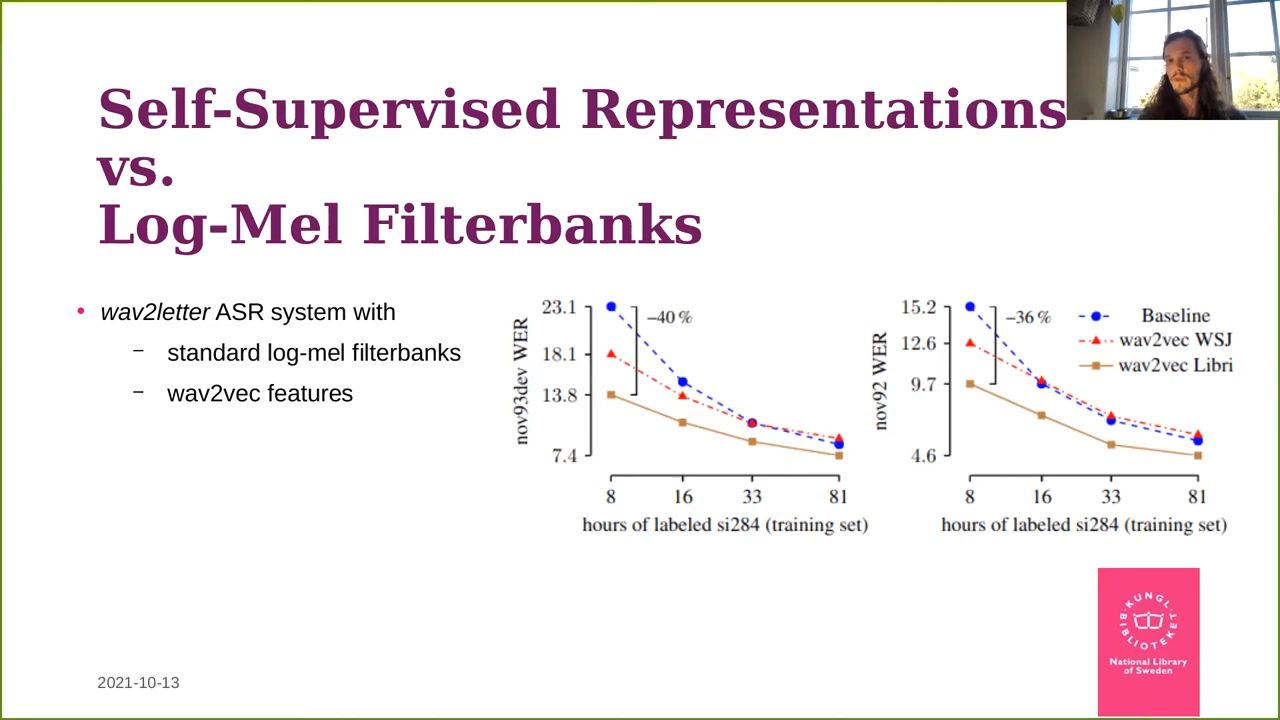 Self-Supervised Representations
vs.
Log-Mel Filterbanks
• wav2letter ASR system with
– standard log-mel filterbanks
– wav2vec features
nov93dev WER
23.1
18.1
13.8
7.4
–40 %
8 16 33 81
hours of labeled si284 (training set)
nov92 WER
15.2
12.6
9.7
4.6
–36 %
Baseline
wav2vec WSJ
wav2vec Libri
8 16 33 81
hours of labeled si284 (training set)
KUNGL.
BIBLIOTEKET
National Library
of Sweden
2021-10-13